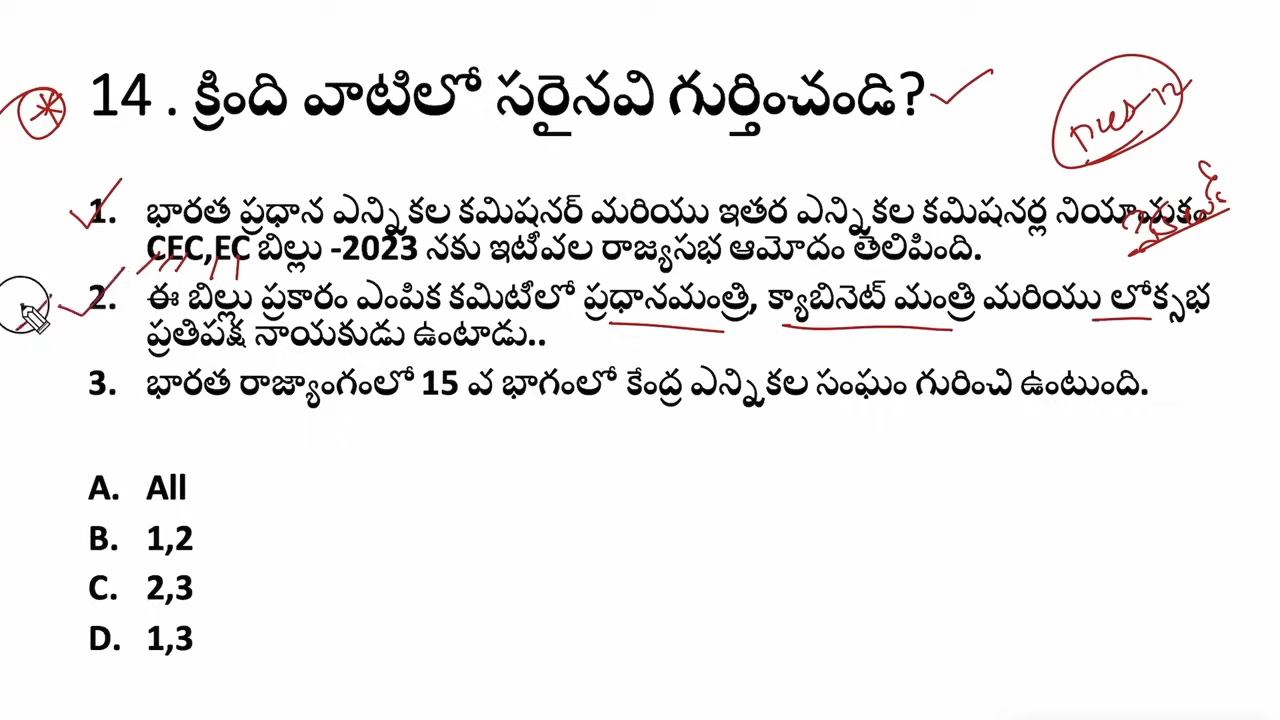 14 . క్రింది వాటిలో సరైనవి గుర్తించండి?
1. భారత ప్రధాన ఎన్నికల కమిషనర్ మరియు ఇతర ఎన్నికల కమిషనర్ల నియామకం
CEC,EC బిల్లు -2023 నకు ఇటీవల రాజ్యసభ ఆమోదం తెలిపింది.
2. ఈ బిల్లు ప్రకారం ఎంపిక కమిటీలో ప్రధానమంత్రి, క్యాబినెట్ మంత్రి మరియు లోక్సభ
ప్రతిపక్ష నాయకుడు ఉంటాడు..
3. భారత రాజ్యాంగంలో 15 వ భాగంలో కేంద్ర ఎన్నికల సంఘం గురించి ఉంటుంది.
A. All
B. 1,2
C. 2,3
D. 1,3